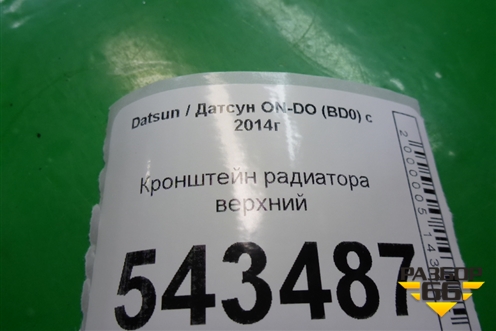 Datsun / Датсун ON-DO (BD0) с
2014г
Кронштейн радиатора
верхний
543487
РАЗБОР
66